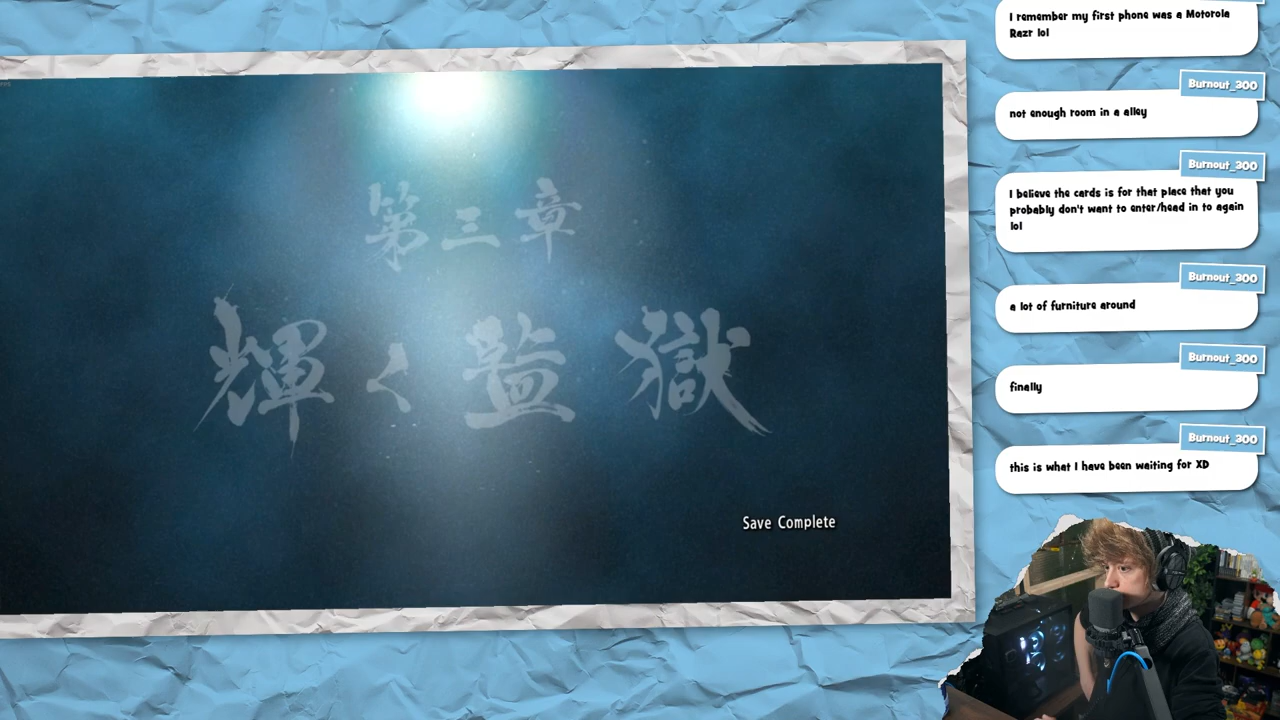 第三章
輝く監獄
Save Complete
I remember my first phone was a Motorola
Razr lol
Burnout_300
not enough room in a alley
Burnout_300
I believe the cards is for that place that you
probably don't want to enter/head in to again
lol
Burnout_300
a lot of furniture around
Burnout_300
finally
Burnout_300
this is what I have been waiting for XD